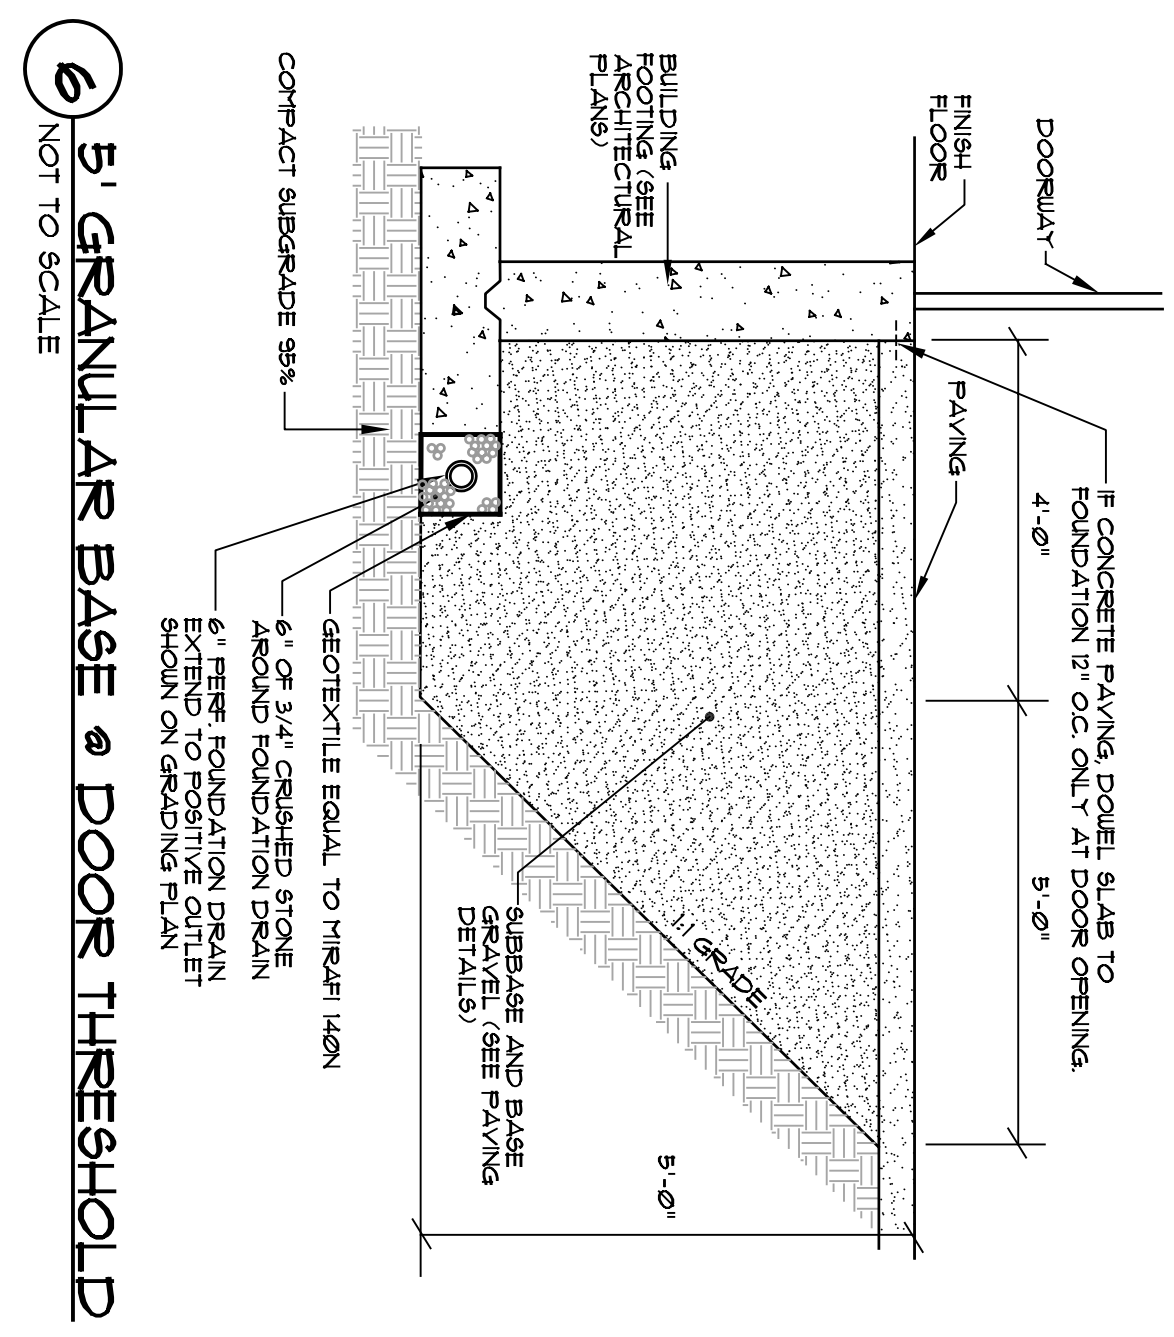 DOORWAY
FINISH
FLOOR
BUILDING
FOOTING (SEE
ARCHITECTURAL
PLANS)
COMPACT SUBGRADE 95%
IF CONCRETE PAVING, DOWEL SLAB TO
FOUNDATION 12" O.C. ONLY AT DOOR OPENING.
4'-0"
5'-0"
PAVING
1:1 GRADE
5'-0"
SUBBASE AND BASE
GRAVEL (SEE PAVING
DETAILS)
GEOTEXTILE EQUAL TO MIRAFI 140N
6" OF 3/4" CRUSHED STONE
AROUND FOUNDATION DRAIN
6" PERF. FOUNDATION DRAIN
EXTEND TO POSITIVE OUTLET
SHOWN ON GRADING PLAN
6
5' GRANULAR BASE @ DOOR THRESHOLD
NOT TO SCALE